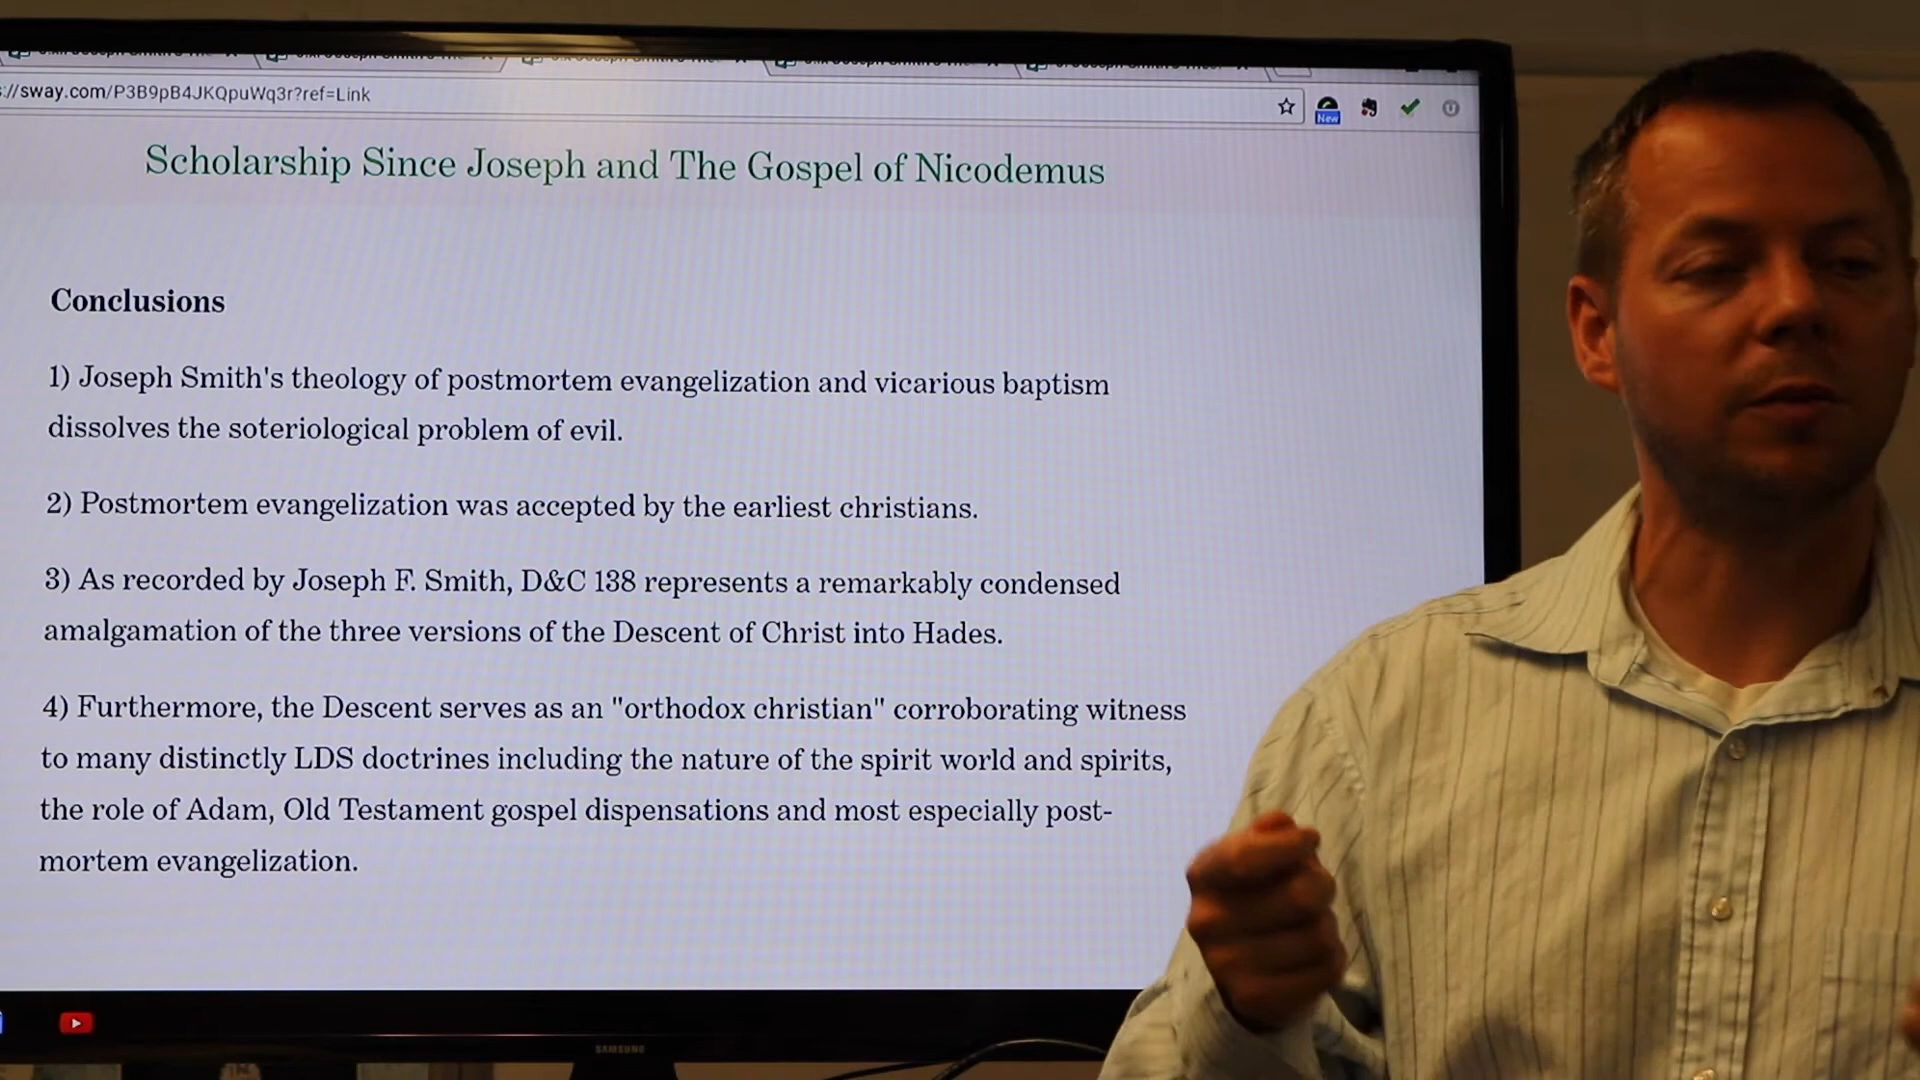 ://sway.com/P3B9pB4JKQpuWq3r?ref=Link
New
Scholarship Since Joseph and The Gospel of Nicodemus
Conclusions
1) Joseph Smith's theology of postmortem evangelization and vicarious baptism
dissolves the soteriological problem of evil.
2) Postmortem evangelization was accepted by the earliest christians.
3) As recorded by Joseph F. Smith, D&C 138 represents a remarkably condensed
amalgamation of the three versions of the Descent of Christ into Hades.
4) Furthermore, the Descent serves as an "orthodox christian" corroborating witness
to many distinctly LDS doctrines including the nature of the spirit world and spirits,
the role of Adam, Old Testament gospel dispensations and most especially post-
mortem evangelization.
SAMSUNG